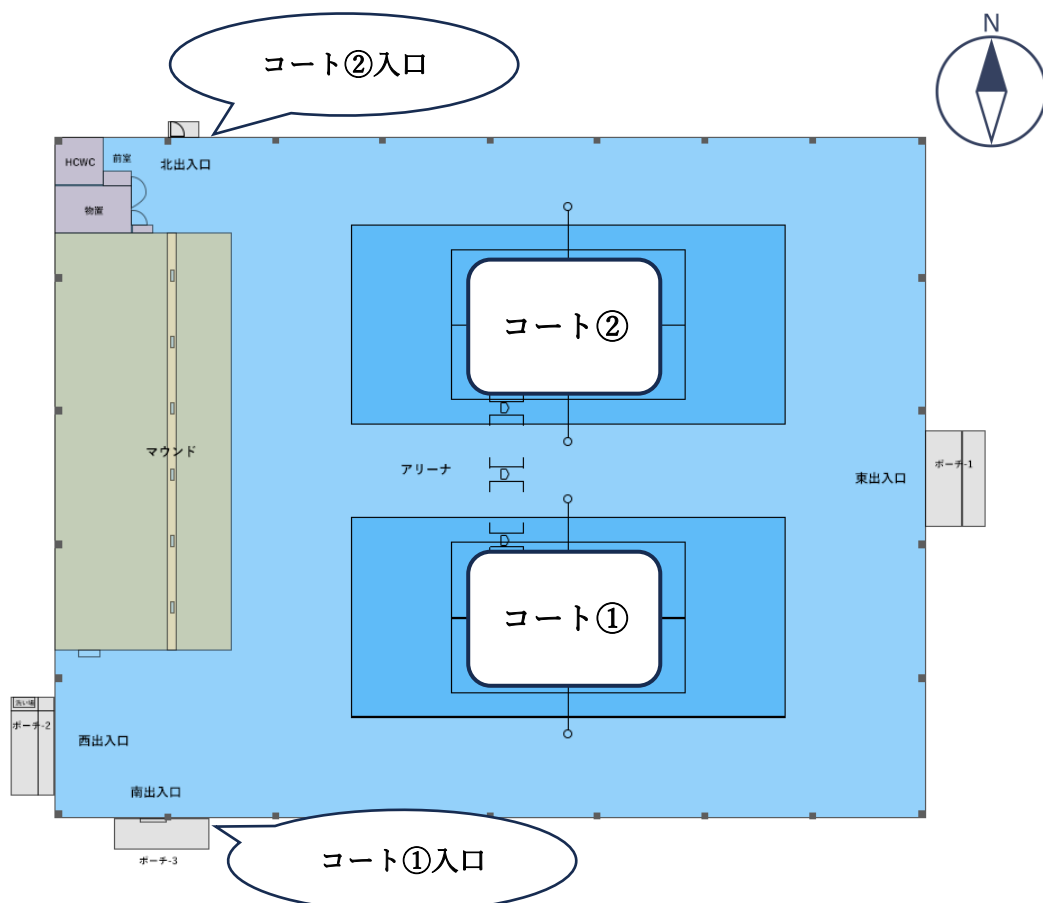 N
コート②入口
HCWC
前室
北出入口
物置
コート②
マウンド
アリーナ
ポーチ-1
東出入口
コート①
洗い場
ポーチ-2
西出入口
南出入口
コート①入口
ポーチ-3